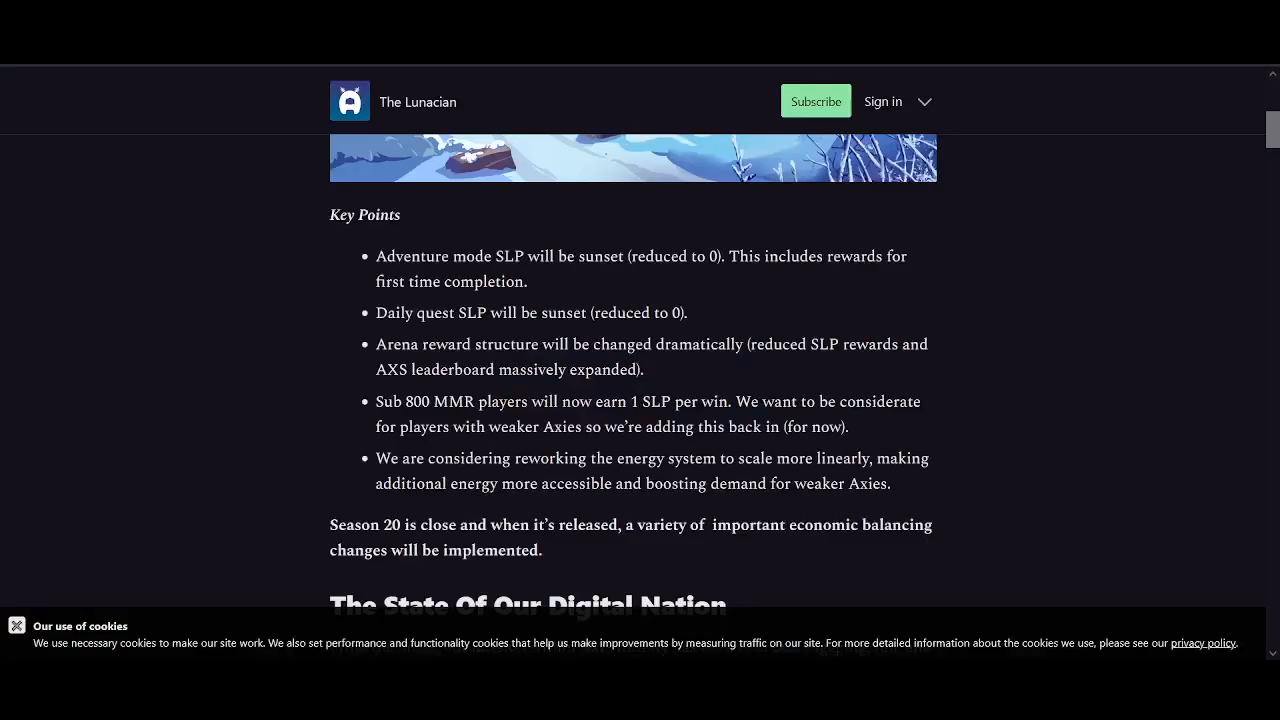 The Lunacian
Subscribe
Sign in
Key Points
• Adventure mode SLP will be sunset (reduced to 0). This includes rewards for
first time completion.
• Daily quest SLP will be sunset (reduced to 0).
• Arena reward structure will be changed dramatically (reduced SLP rewards and
AXS leaderboard massively expanded).
• Sub 800 MMR players will now earn 1 SLP per win. We want to be considerate
for players with weaker Axies so we’re adding this back in (for now).
• We are considering reworking the energy system to scale more linearly, making
additional energy more accessible and boosting demand for weaker Axies.
Season 20 is close and when it’s released, a variety of  important economic balancing
changes will be implemented.
The State Of Our Digital Nation
Our use of cookies
We use necessary cookies to make our site work. We also set performance and functionality cookies that help us make improvements by measuring traffic on our site. For more detailed information about the cookies we use, please see our privacy policy.